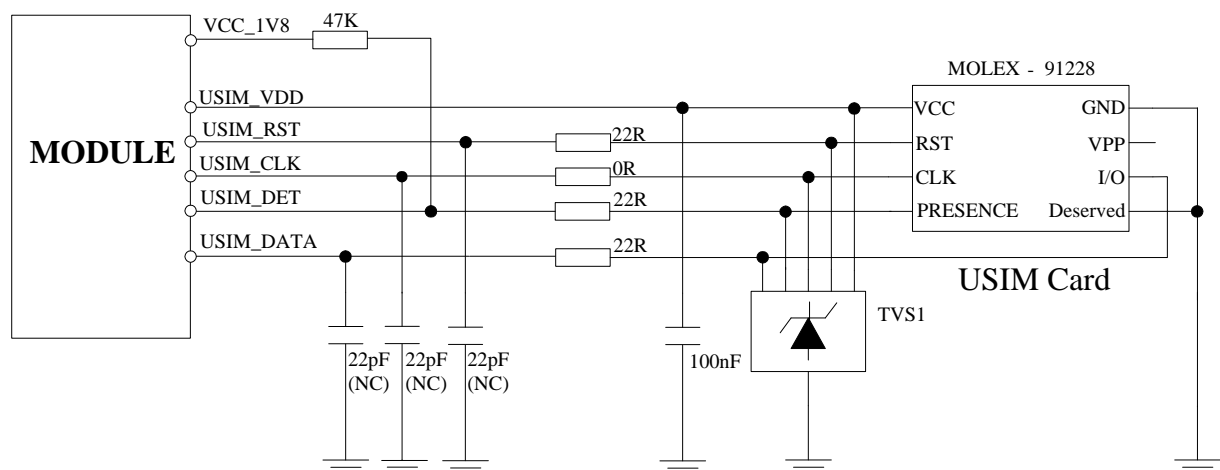 VCC_1V8
47K
MOLEX - 91228
USIM_VDD
VCC
GND
USIM_RST
22R
RST
VPP
MODULE
USIM_CLK
0R
CLK
I/O
USIM_DET
22R
PRESENCE
Deserved
USIM_DATA
22R
USIM Card
TVS1
22pF
(NC)
22pF
(NC)
22pF
(NC)
100nF